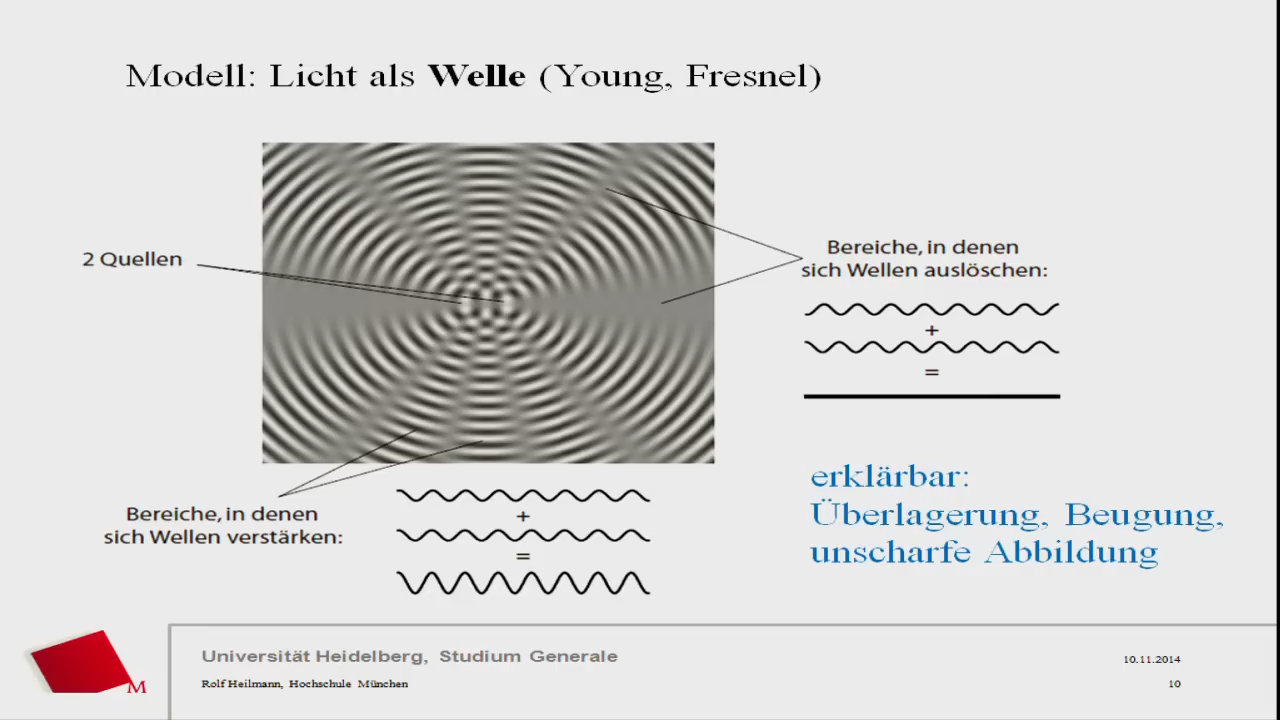 Modell: Licht als Welle (Young, Fresnel)
2 Quellen
Bereiche, in denen
sich Wellen auslöschen:
+
=
Bereiche, in denen
sich Wellen verstärken:
+
=
erklärbar:
Überlagerung, Beugung,
unscharfe Abbildung
M
Universität Heidelberg, Studium Generale
10.11.2014
Rolf Heilmann, Hochschule München
10